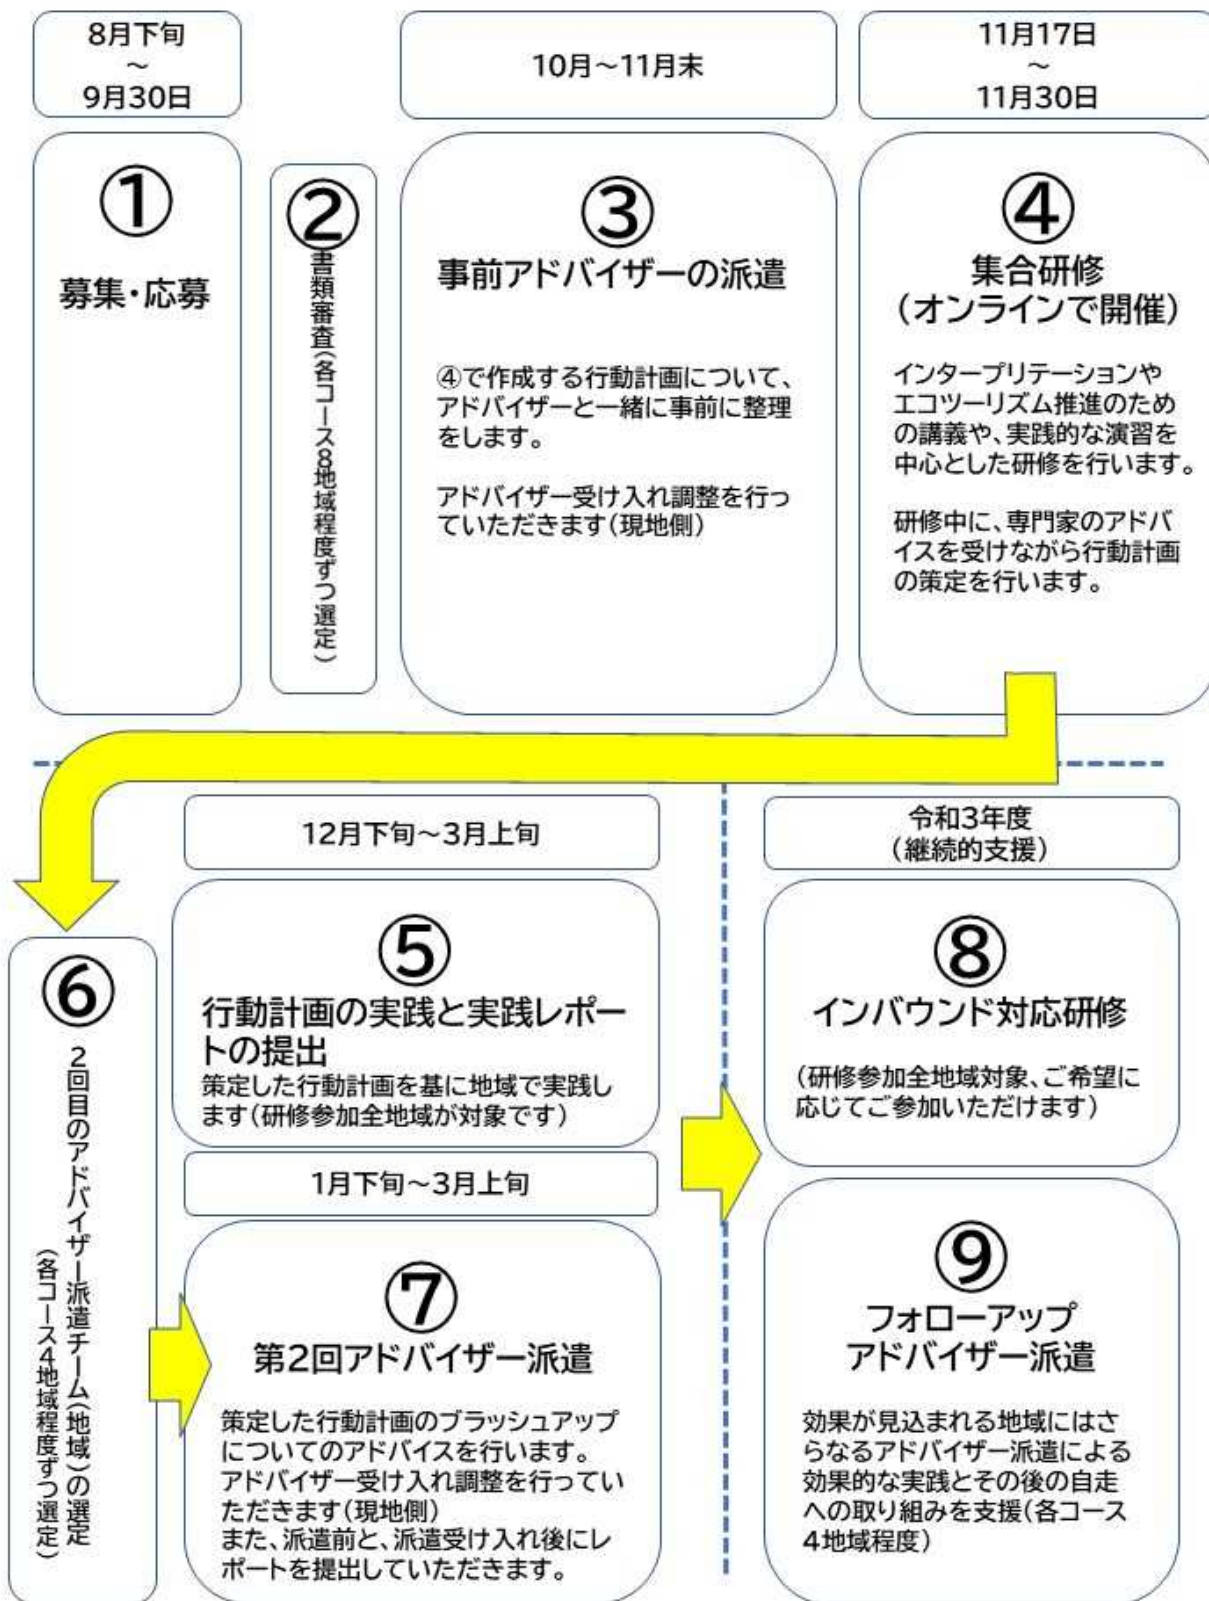 8月下旬
～
9月30日
10月～11月末
11月17日
～
11月30日
①
募集・応募
②
書類審査(各コース8地域程度ずつ選定)
③
事前アドバイザーの派遣
④で作成する行動計画について、
アドバイザーと一緒に事前に整理
をします。
アドバイザー受け入れ調整を行っ
ていただきます(現地側)
④
集合研修
(オンラインで開催)
インタープリテーションや
エコツーリズム推進のため
の講義や、実践的な演習を
中心とした研修を行います。
研修中に、専門家のアドバ
イスを受けながら行動計画
の策定を行います。
⑥
2回目のアドバイザー派遣チーム(地域)の選定
(各コース4地域程度ずつ選定)
12月下旬～3月上旬
⑤
行動計画の実践と実践レポー
トの提出
策定した行動計画を基に地域で実践し
ます(研修参加全地域が対象です)
1月下旬～3月上旬
⑦
第2回アドバイザー派遣
策定した行動計画のブラッシュアップ
についてのアドバイスを行います。
アドバイザー受け入れ調整を行ってい
ただきます(現地側)
また、派遣前と、派遣受け入れ後にレ
ポートを提出していただきます。
令和3年度
(継続的支援)
⑧
インバウンド対応研修
(研修参加全地域対象、ご希望に
応じてご参加いただけます)
⑨
フォローアップ
アドバイザー派遣
効果が見込まれる地域にはさ
らなるアドバイザー派遣による
効果的な実践とその後の自走
への取り組みを支援(各コース
4地域程度)